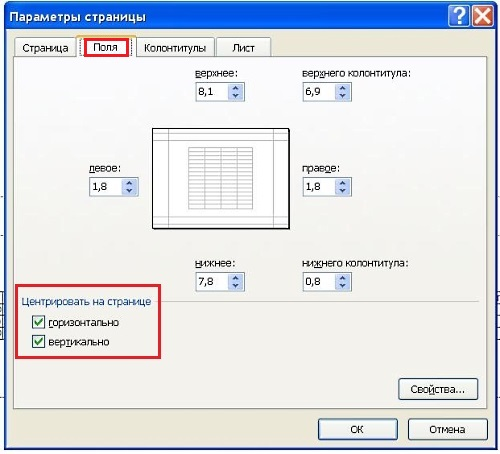 Параметры страницы
Страница Поля Колонтитулы Лист
верхнее: верхнего колонтитула:
8,1 6,9
левое: правое:
1,8 1,8
нижнее: нижнего колонтитула:
7,8 0,8
Центрировать на странице
горизонтально
вертикально
Свойства...
ОК Отмена